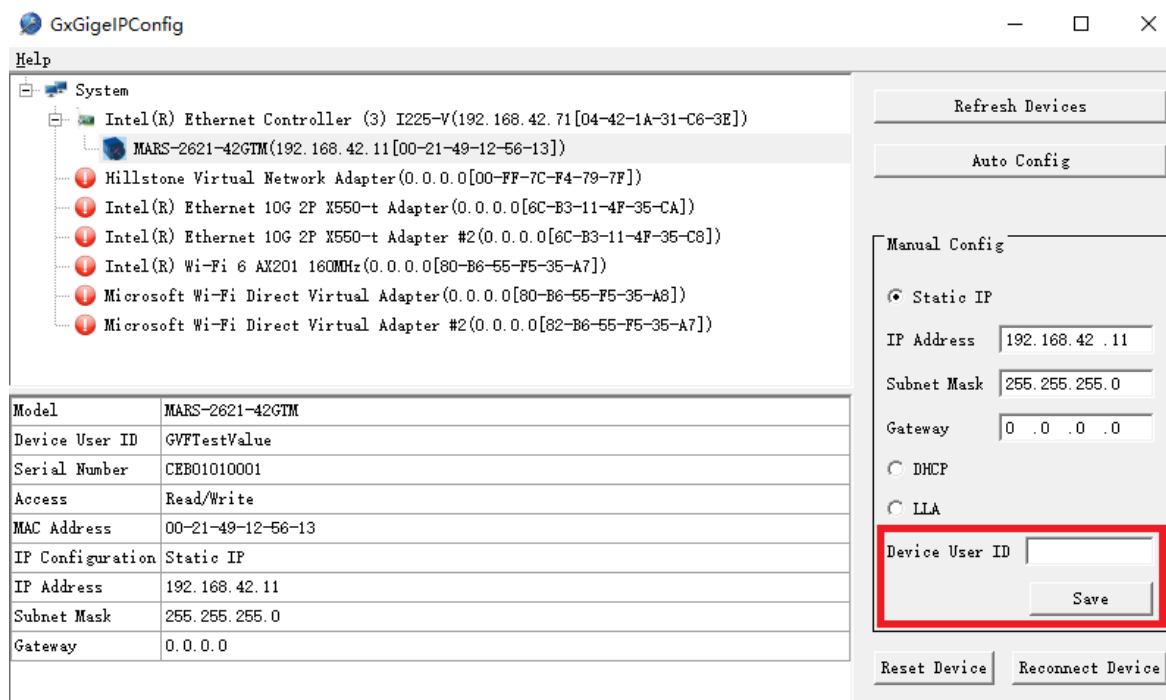 GxGigeIPConfig
Help
System
Intel(R) Ethernet Controller (3) I225-V(192.168.42.71[04-42-1A-31-C6-3E])
MARS-2621-42GTM(192.168.42.11[00-21-49-12-56-13])
Hillstone Virtual Network Adapter(0.0.0.0[00-FF-7C-F4-79-7F])
Intel(R) Ethernet 10G 2P X550-t Adapter(0.0.0.0[6C-B3-11-4F-35-CA])
Intel(R) Ethernet 10G 2P X550-t Adapter #2(0.0.0.0[6C-B3-11-4F-35-C8])
Intel(R) Wi-Fi 6 AX201 160MHz(0.0.0.0[80-B6-55-F5-35-A7])
Microsoft Wi-Fi Direct Virtual Adapter(0.0.0.0[80-B6-55-F5-35-A8])
Microsoft Wi-Fi Direct Virtual Adapter #2(0.0.0.0[82-B6-55-F5-35-A7])
Model MARS-2621-42GTM
Device User ID GVFTestValue
Serial Number CEB01010001
Access Read/Write
MAC Address 00-21-49-12-56-13
IP Configuration Static IP
IP Address 192.168.42.11
Subnet Mask 255.255.255.0
Gateway 0.0.0.0
Refresh Devices
Auto Config
Manual Config
Static IP
IP Address 192.168.42 .11
Subnet Mask 255.255.255.0
Gateway 0 .0 .0 .0
DHCP
LLA
Device User ID
Save
Reset Device Reconnect Device